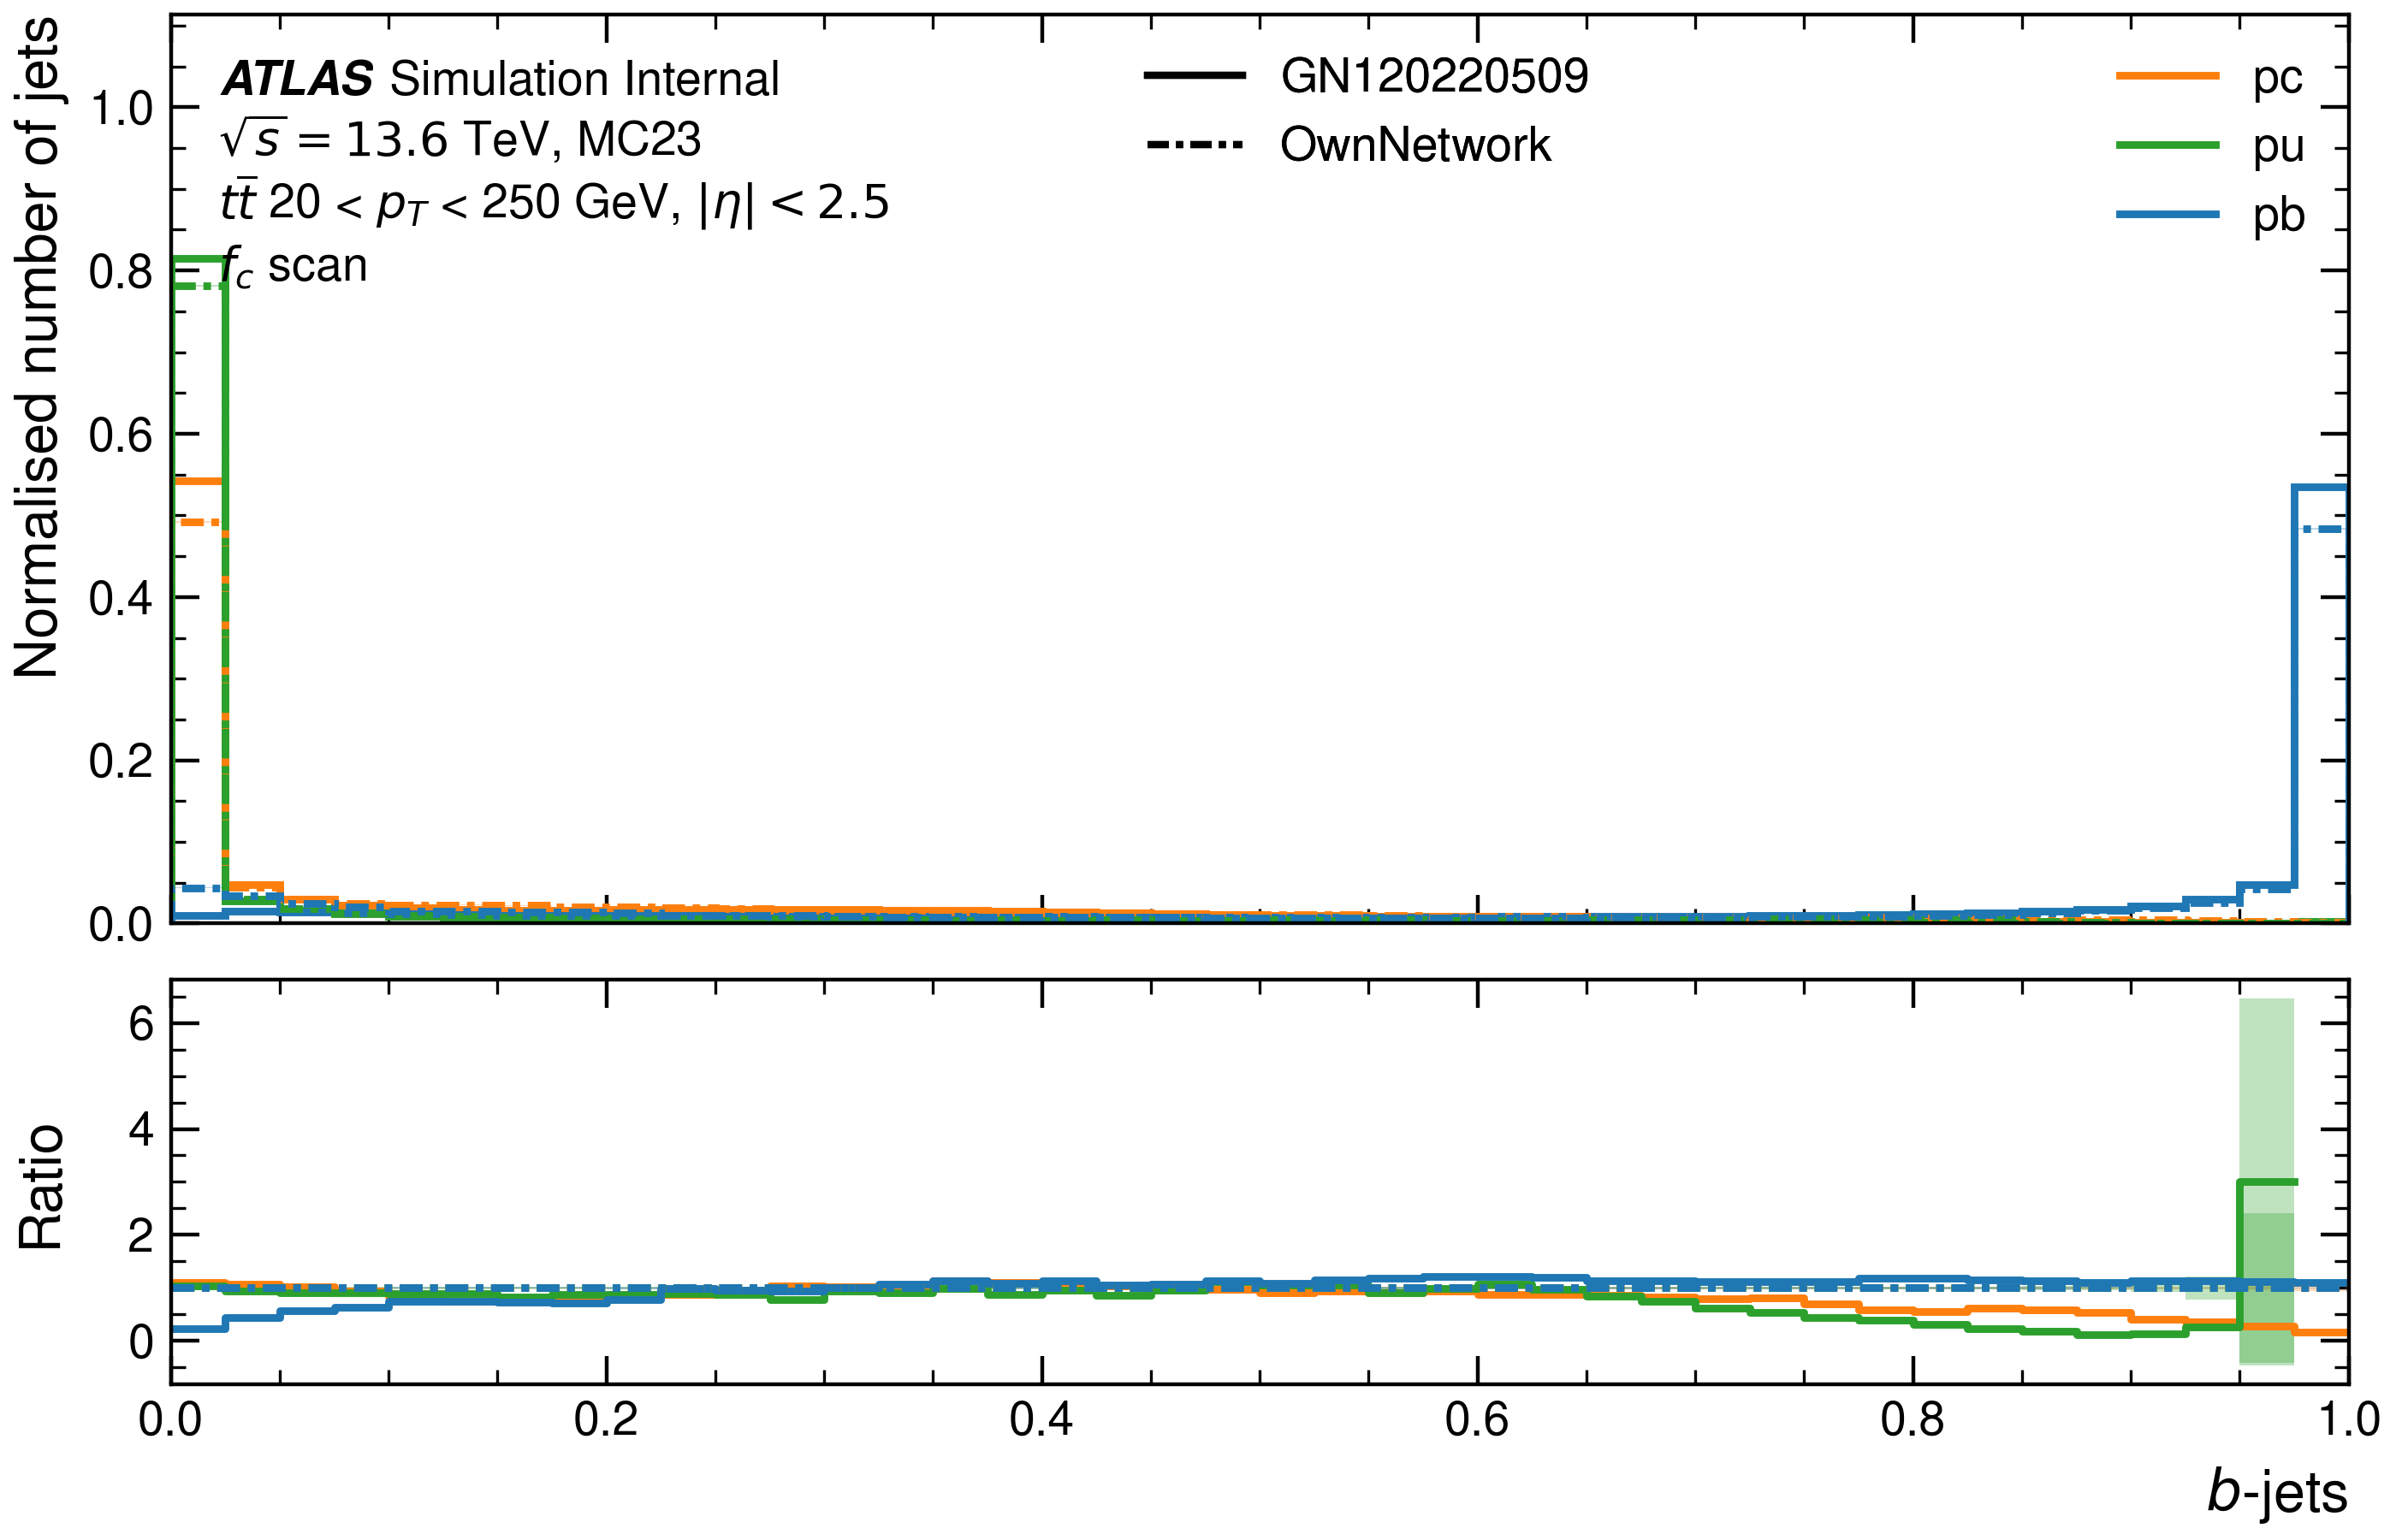 Normalised number of jets
ATLAS Simulation Internal
√s = 13.6 TeV, MC23
tt̄ 20 < p_T < 250 GeV, |η| < 2.5
f_c scan
GN120220509
OwnNetwork
pc
pu
pb
1.0
0.8
0.6
0.4
0.2
0.0
Ratio
6
4
2
0
0.0 0.2 0.4 0.6 0.8 1.0
b-jets